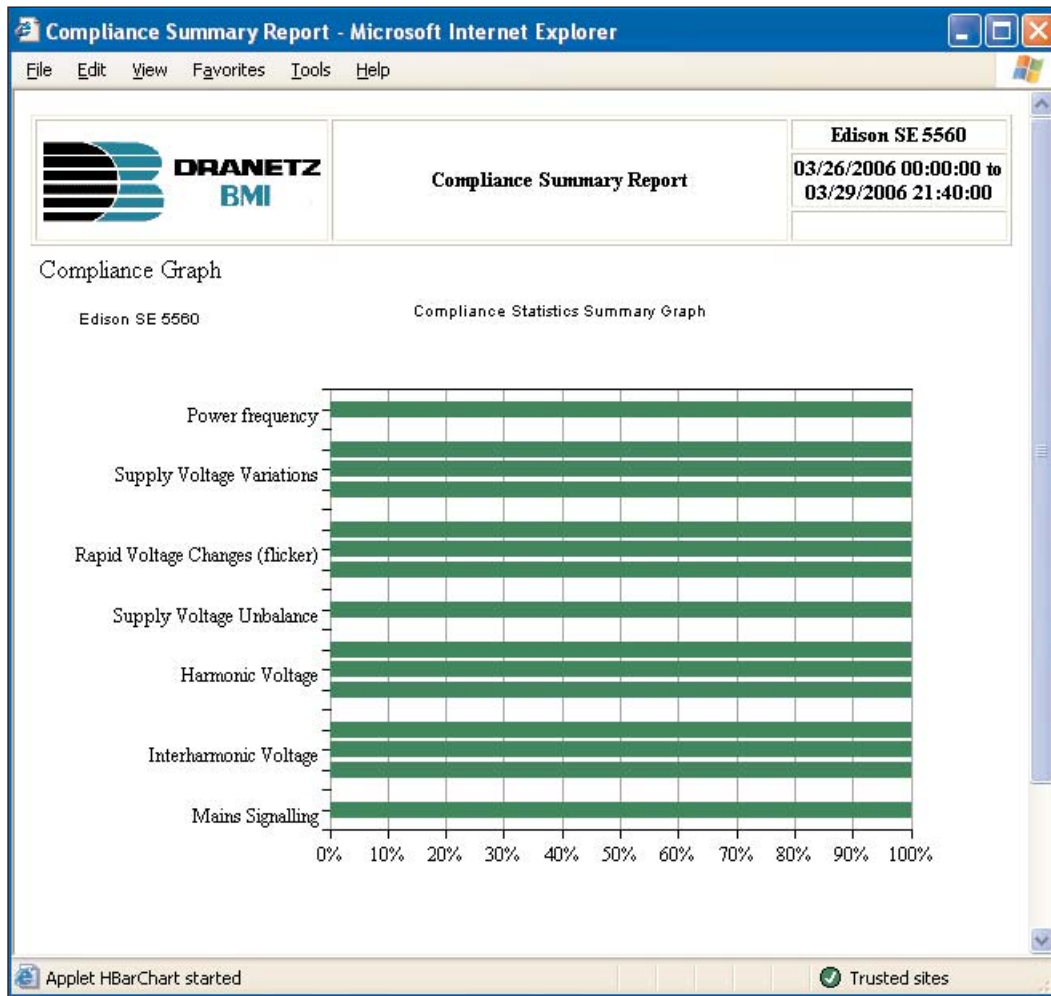 Compliance Summary Report - Microsoft Internet Explorer
File Edit View Favorites Tools Help
DRANETZ
BMI
Compliance Summary Report
Edison SE 5560
03/26/2006 00:00:00 to
03/29/2006 21:40:00
Compliance Graph
Edison SE 5560
Compliance Statistics Summary Graph
Power frequency
Supply Voltage Variations
Rapid Voltage Changes (flicker)
Supply Voltage Unbalance
Harmonic Voltage
Interharmonic Voltage
Mains Signalling
0% 10% 20% 30% 40% 50% 60% 70% 80% 90% 100%
Applet HBarChart started
Trusted sites